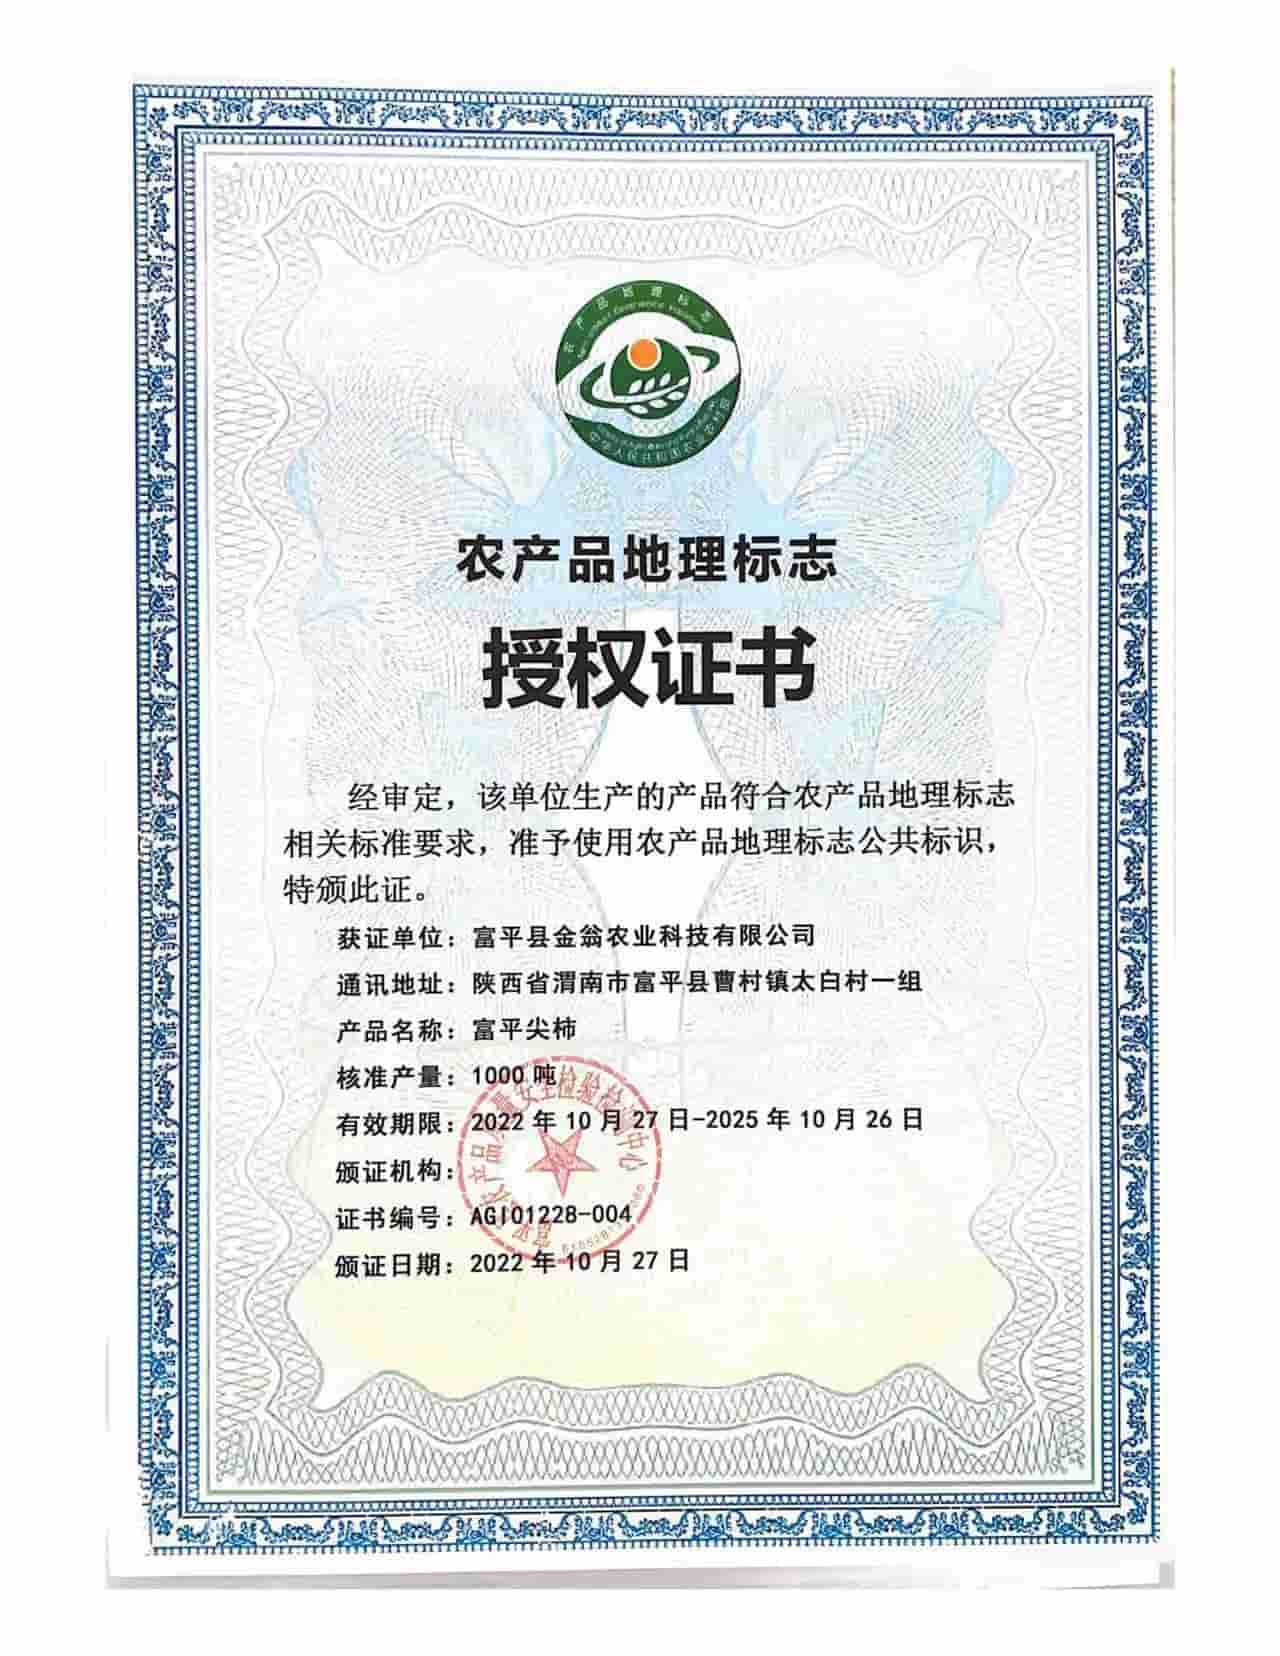 农产品地理标志
中华人民共和国农业农村部
农产品地理标志
授权证书
经审定，该单位生产的产品符合农产品地理标志
相关标准要求，准予使用农产品地理标志公共标识，
特颁此证。
获证单位：富平县金翁农业科技有限公司
通讯地址：陕西省渭南市富平县曹村镇太白村一组
产品名称：富平尖柿
核准产量：1000 吨
有效期限：2022 年 10 月 27 日-2025 年 10 月 26 日
颁证机构：
农产品质量安全检验检测中心
证书编号：AGI01228-004
颁证日期：2022 年 10 月 27 日